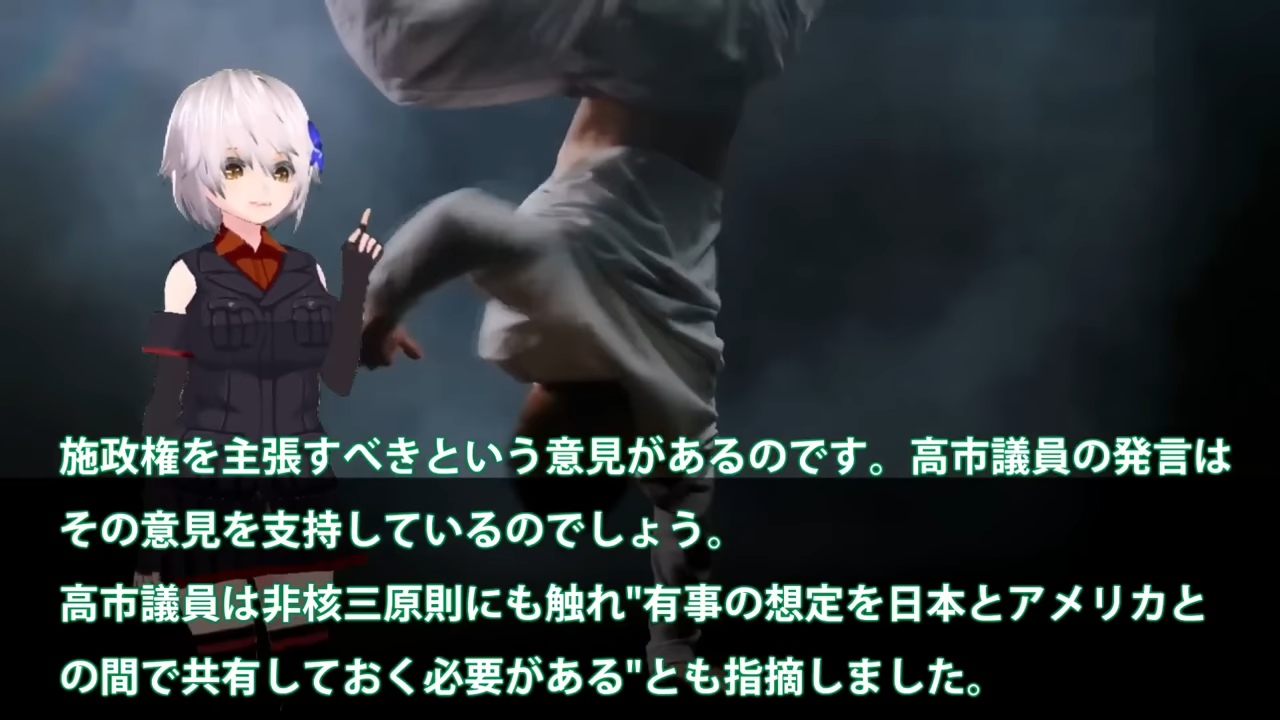 施政権を主張すべきという意見があるのです。高市議員の発言は
その意見を支持しているのでしょう。
高市議員は非核三原則にも触れ"有事の想定を日本とアメリカと
の間で共有しておく必要がある"とも指摘しました。